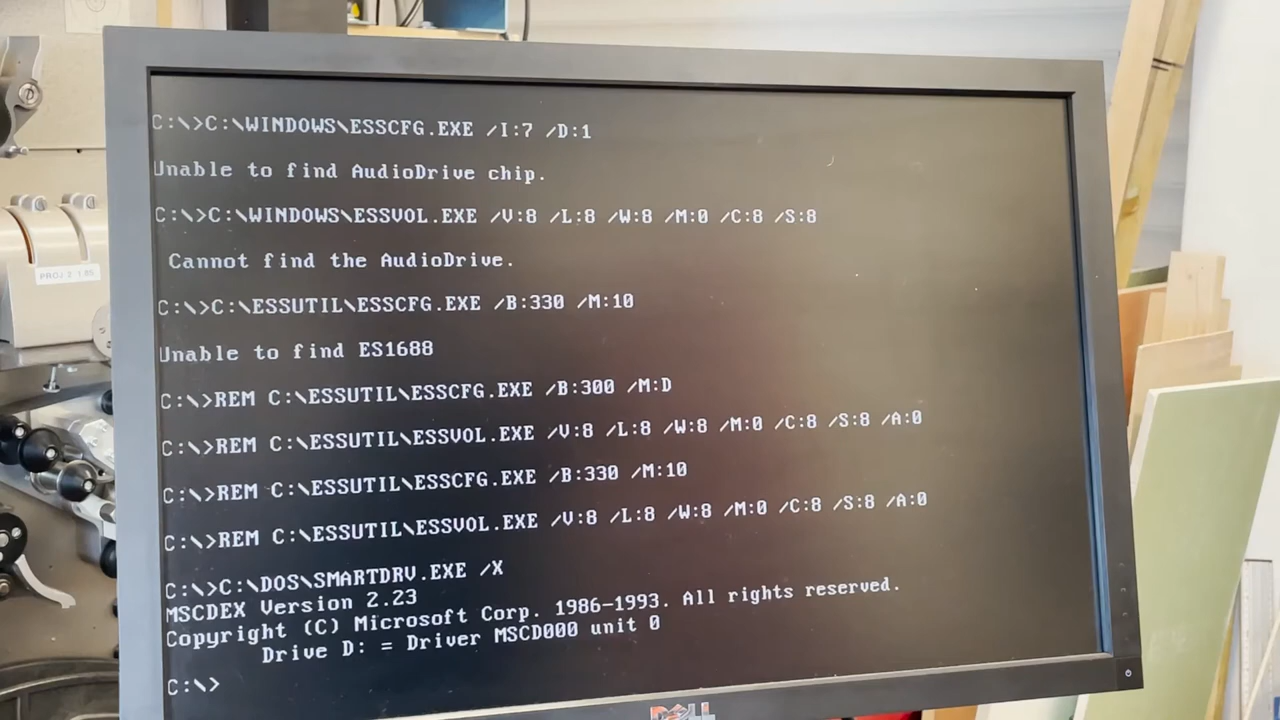 PROJ 2 1.85
C:\>C:\WINDOWS\ESSCFG.EXE /I:7 /D:1
Unable to find AudioDrive chip.
C:\>C:\WINDOWS\ESSVOL.EXE /V:8 /L:8 /W:8 /M:0 /C:8 /S:8
Cannot find the AudioDrive.
C:\>C:\ESSUTIL\ESSCFG.EXE /B:330 /M:10
Unable to find ES1688
C:\>REM C:\ESSUTIL\ESSCFG.EXE /B:300 /M:D
C:\>REM C:\ESSUTIL\ESSVOL.EXE /V:8 /L:8 /W:8 /M:0 /C:8 /S:8 /A:0
C:\>REM C:\ESSUTIL\ESSCFG.EXE /B:330 /M:10
C:\>REM C:\ESSUTIL\ESSVOL.EXE /V:8 /L:8 /W:8 /M:0 /C:8 /S:8 /A:0
C:\>C:\DOS\SMARTDRV.EXE /X
MSCDEX Version 2.23
Copyright (C) Microsoft Corp. 1986-1993. All rights reserved.
Drive D: = Driver MSCD000 unit 0
C:\>
DELL